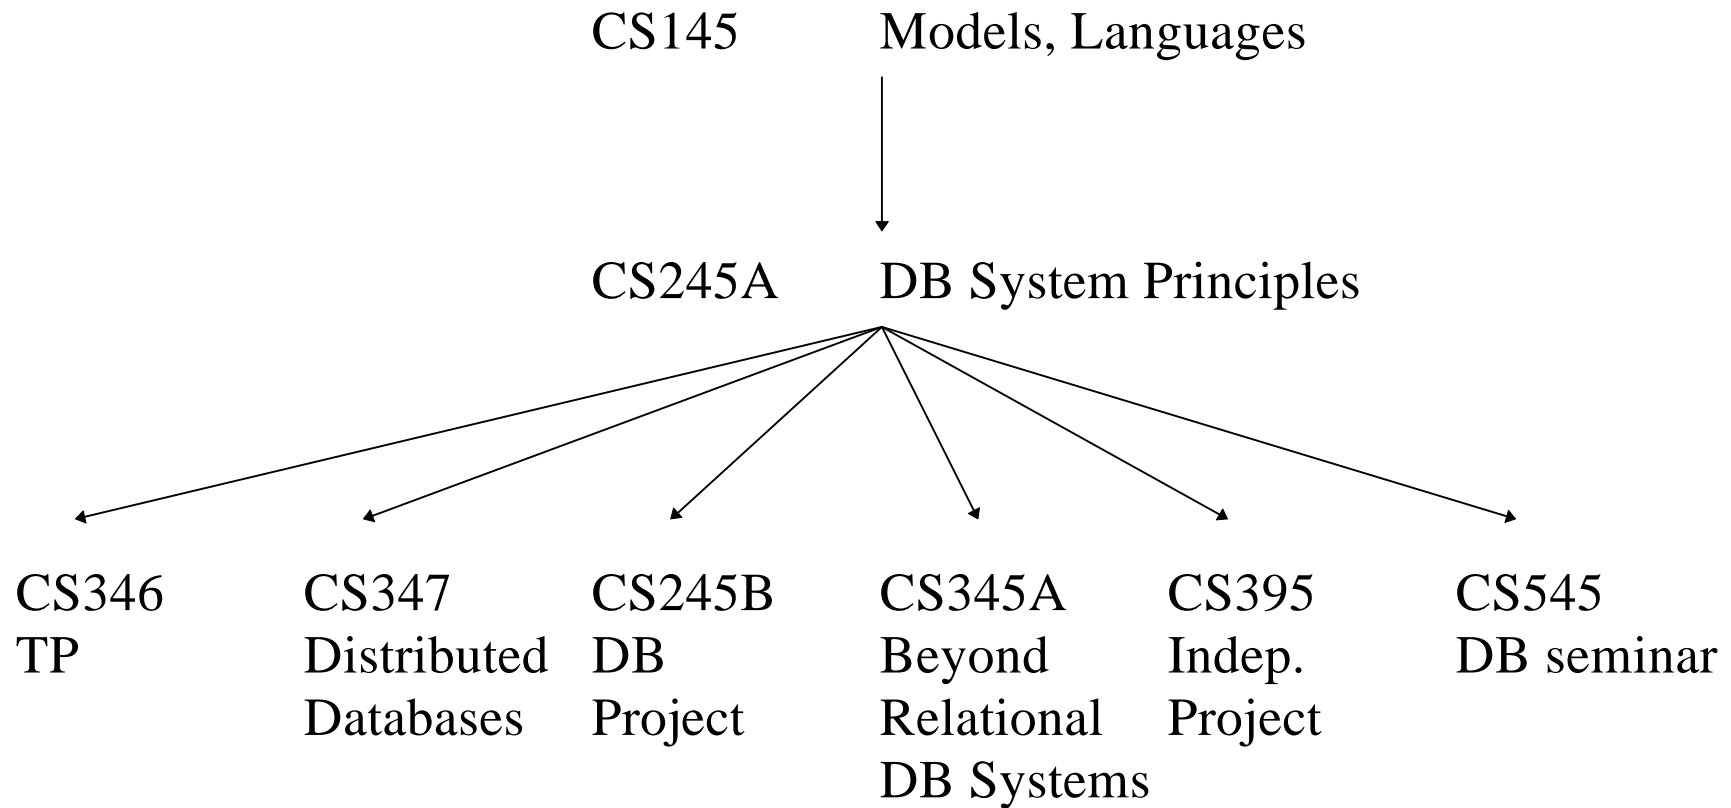 CS145 Models, Languages
CS245A DB System Principles
CS346
TP
CS347
Distributed
Databases
CS245B
DB
Project
CS345A
Beyond
Relational
DB Systems
CS395
Indep.
Project
CS545
DB seminar